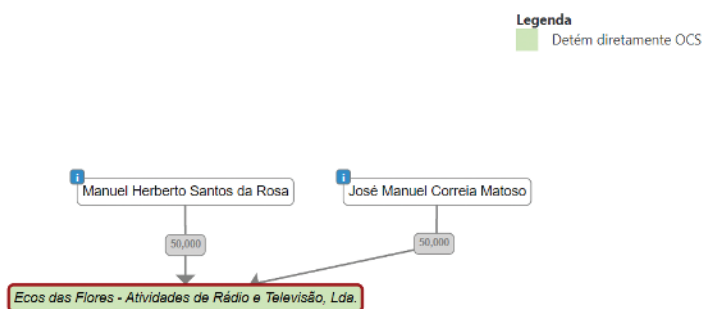 Legenda
Detém diretamente OCS
i
Manuel Herberto Santos da Rosa
i
José Manuel Correia Matoso
50,000
50,000
Ecos das Flores - Atividades de Rádio e Televisão, Lda.